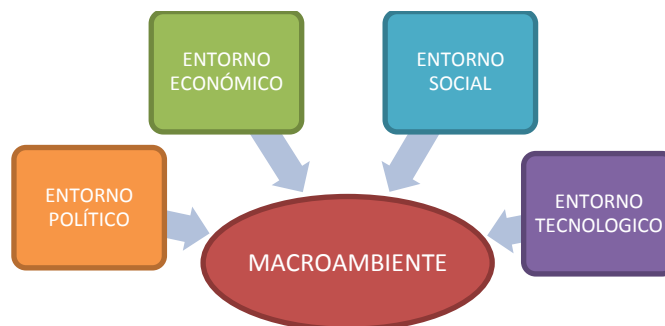 ENTORNO
ECONÓMICO
ENTORNO
SOCIAL
ENTORNO
POLÍTICO
ENTORNO
TECNOLOGICO
MACROAMBIENTE